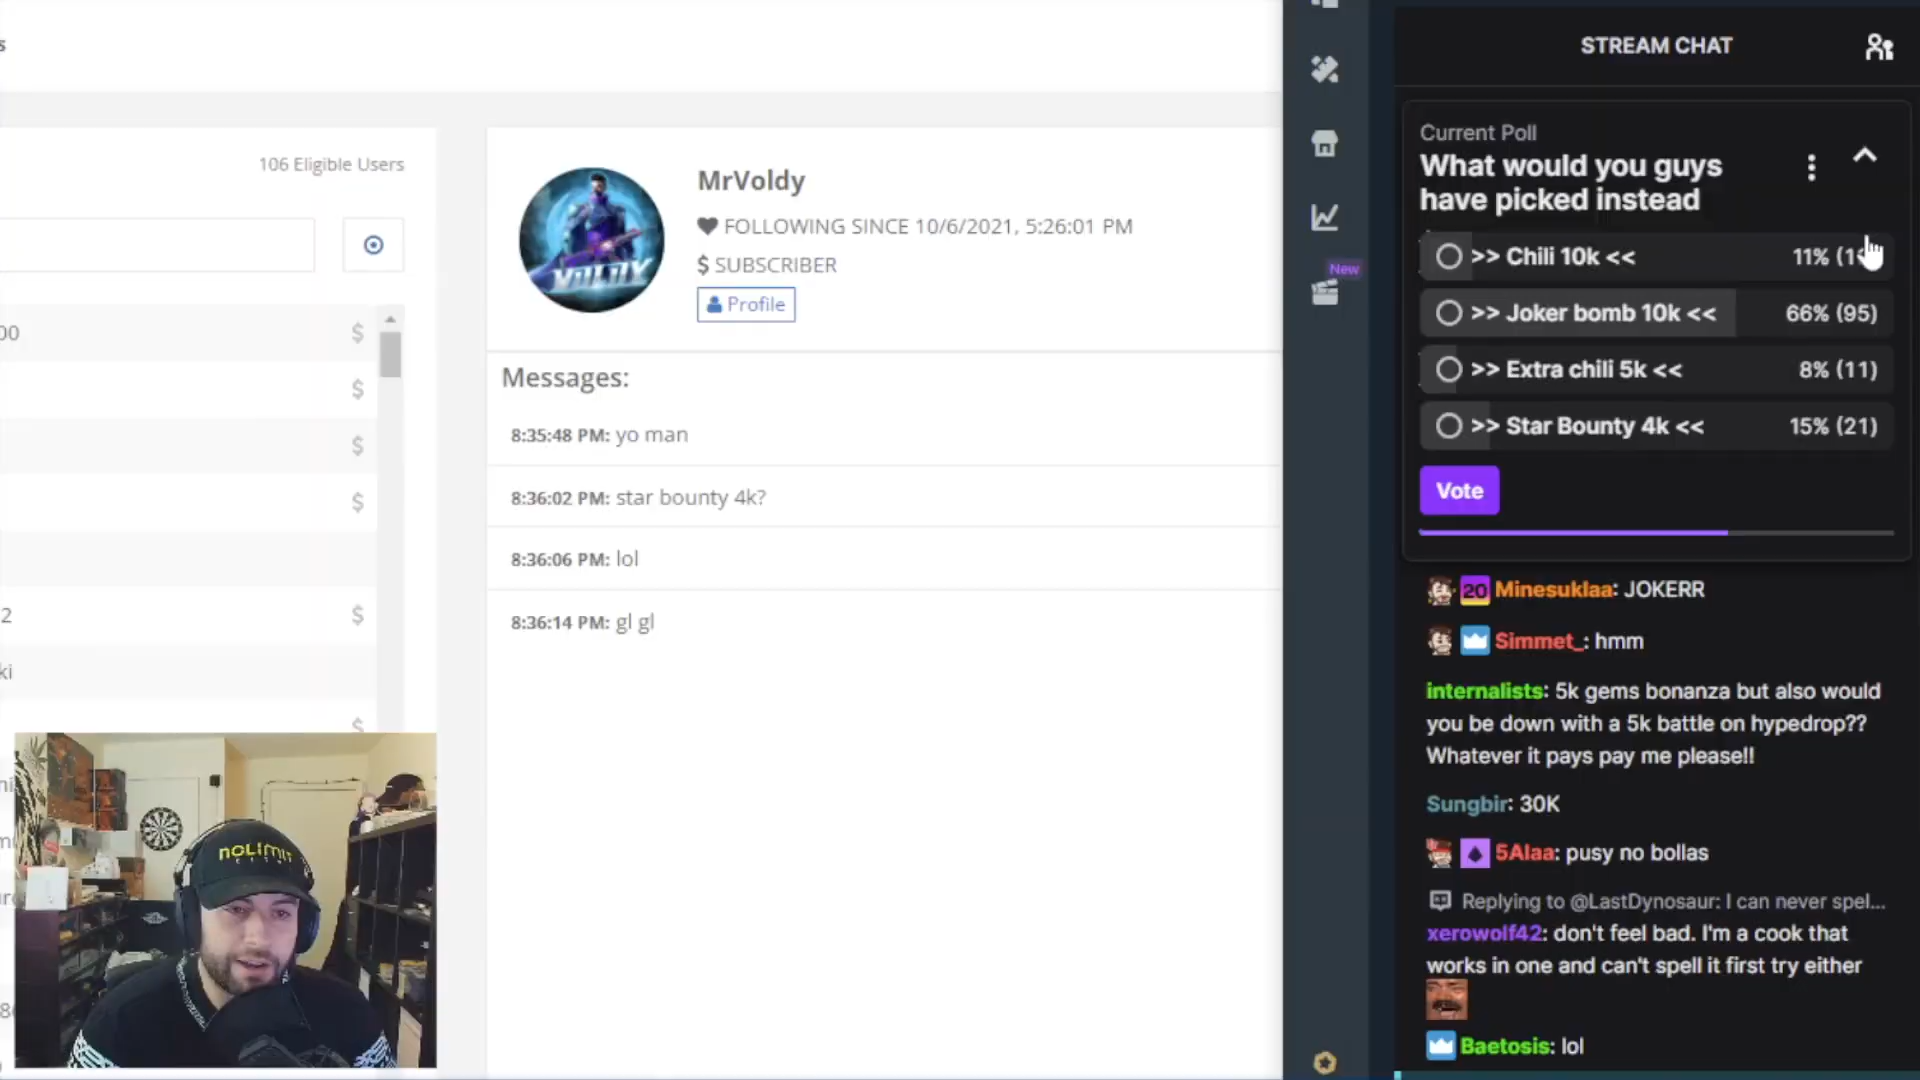 s
106 Eligible Users
00
$
$
$
$
2
$
ki
$
MrVoldy
FOLLOWING SINCE 10/6/2021, 5:26:01 PM
$ SUBSCRIBER
Profile
Messages:
8:35:48 PM: yo man
8:36:02 PM: star bounty 4k?
8:36:06 PM: lol
8:36:14 PM: gl gl
VOLDY
NOLIMIT
CITY
New
STREAM CHAT
Current Poll
What would you guys
have picked instead
>> Chili 10k << 11%
>> Joker bomb 10k << 66% (95)
>> Extra chili 5k << 8% (11)
>> Star Bounty 4k << 15% (21)
Vote
20 Minesuklaa: JOKERR
Simmet_: hmm
internalists: 5k gems bonanza but also would
you be down with a 5k battle on hypedrop??
Whatever it pays pay me please!!
Sungbir: 30K
5Alaa: pusy no bollas
Replying to @LastDynosaur: I can never spel...
xerowolf42: don't feel bad. I'm a cook that
works in one and can't spell it first try either
Baetosis: lol